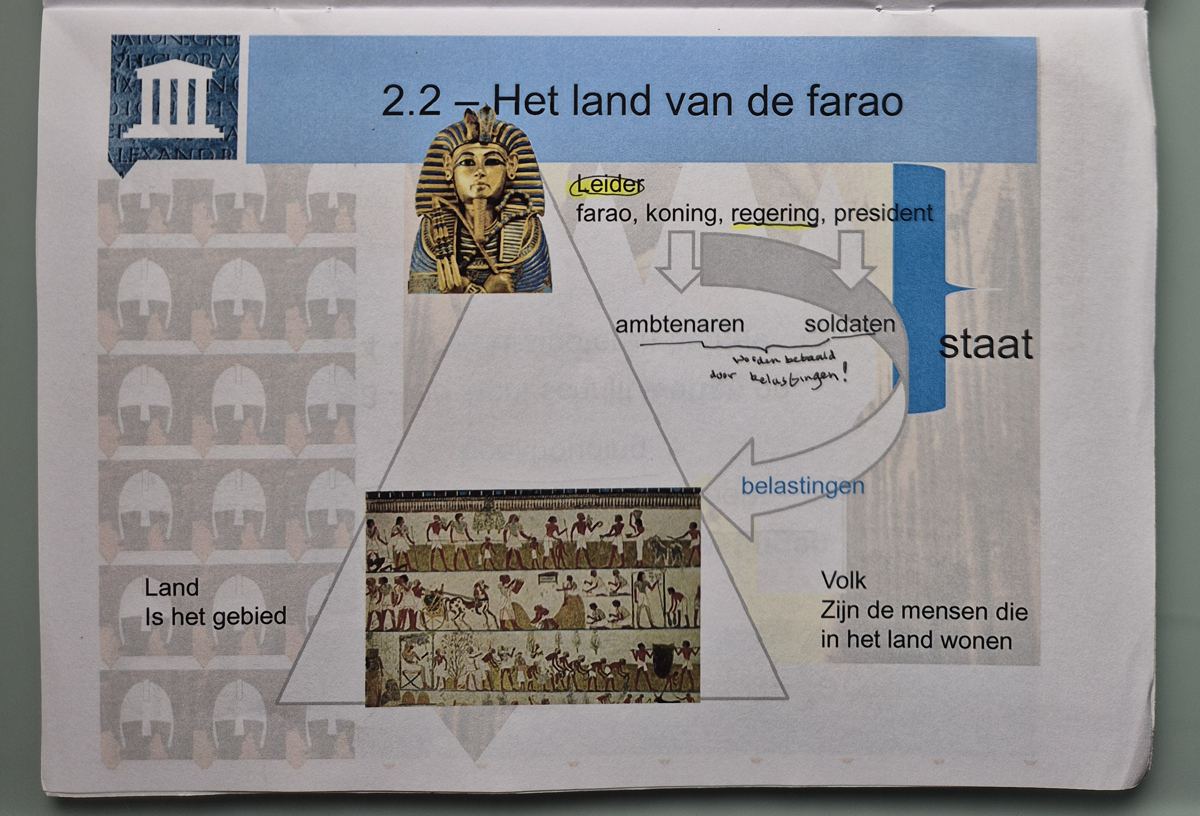 2.2 – Het land van de farao
Leider
farao, koning, regering, president
ambtenaren soldaten
worden betaald
door belastingen!
staat
belastingen
Land
Is het gebied
Volk
Zijn de mensen die
in het land wonen